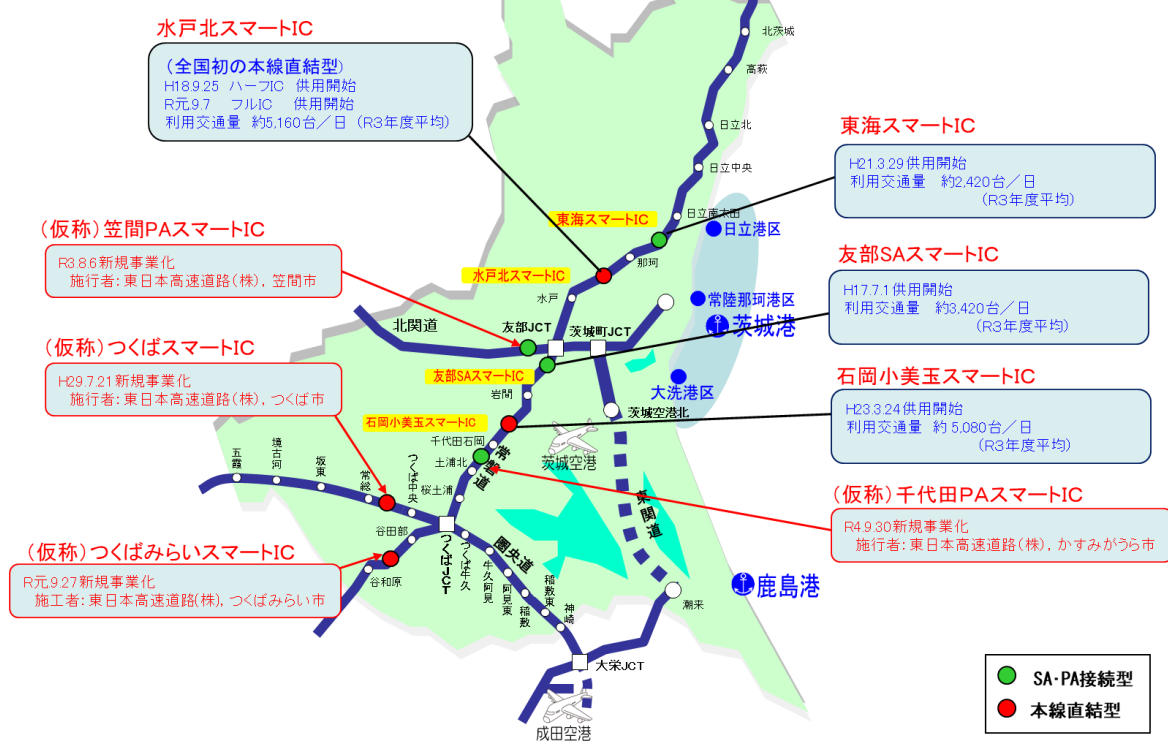 水戸北スマートIC
(全国初の本線直結型)
H18.9.25 ハーフIC 供用開始
R元.9.7 フルIC 供用開始
利用交通量 約5,160台/日 (R3年度平均)
東海スマートIC
H21.3.29供用開始
利用交通量 約2,420台/日
(R3年度平均)
友部SAスマートIC
H17.7.1供用開始
利用交通量 約3,420台/日
(R3年度平均)
石岡小美玉スマートIC
H23.3.24供用開始
利用交通量 約5,080台/日
(R3年度平均)
(仮称)千代田PAスマートIC
R4.9.30新規事業化
施行者:東日本高速道路(株),かすみがうら市
(仮称)笠間PAスマートIC
R3.8.6新規事業化
施行者:東日本高速道路(株),笠間市
(仮称)つくばスマートIC
H29.7.21新規事業化
施行者:東日本高速道路(株),つくば市
(仮称)つくばみらいスマートIC
R元.9.27新規事業化
施工者:東日本高速道路(株),つくばみらい市
北茨城
高萩
日立北
日立中央
日立南太田
東海スマートIC
日立港区
那珂
水戸北スマートIC
水戸
常陸那珂港区
茨城港
北関道
友部JCT
茨城町JCT
友部SAスマートIC
大洗港区
岩間
茨城空港北
石岡小美玉スマートIC
千代田石岡
茨城空港
土浦北
常磐道
桜土浦
五霞
境古河
坂東
常総
つくば中央
谷田部
谷和原
つくばJCT
つくば牛久
圏央道
牛久阿見
阿見東
稲敷
稲敷東
神崎
東関道
鹿島港
潮来
大栄JCT
成田空港
SA・PA接続型
本線直結型